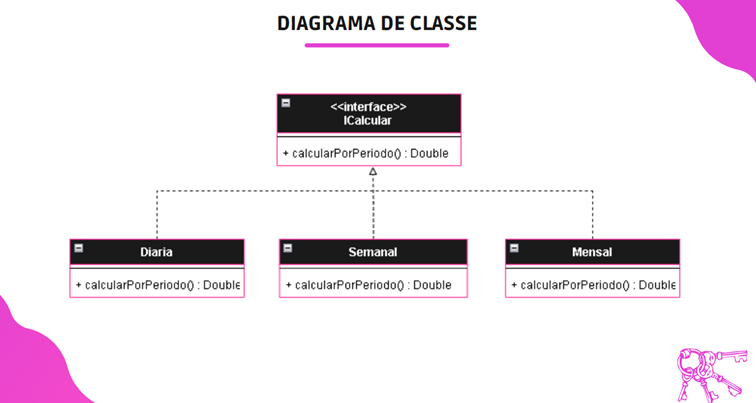 DIAGRAMA DE CLASSE
<<interface>>
ICalcular
+ calcularPorPeriodo() : Double
Diaria
Semanal
Mensal
+ calcularPorPeriodo() : Double
+ calcularPorPeriodo() : Double
+ calcularPorPeriodo() : Double